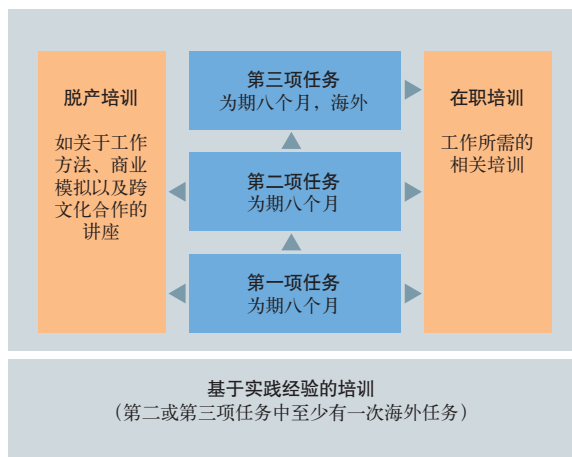 脱产培训
如关于工作
方法、商业
模拟以及跨
文化合作的
讲座
第三项任务
为期八个月，海外
第二项任务
为期八个月
第一项任务
为期八个月
在职培训
工作所需的
相关培训
基于实践经验的培训
（第二或第三项任务中至少有一次海外任务）